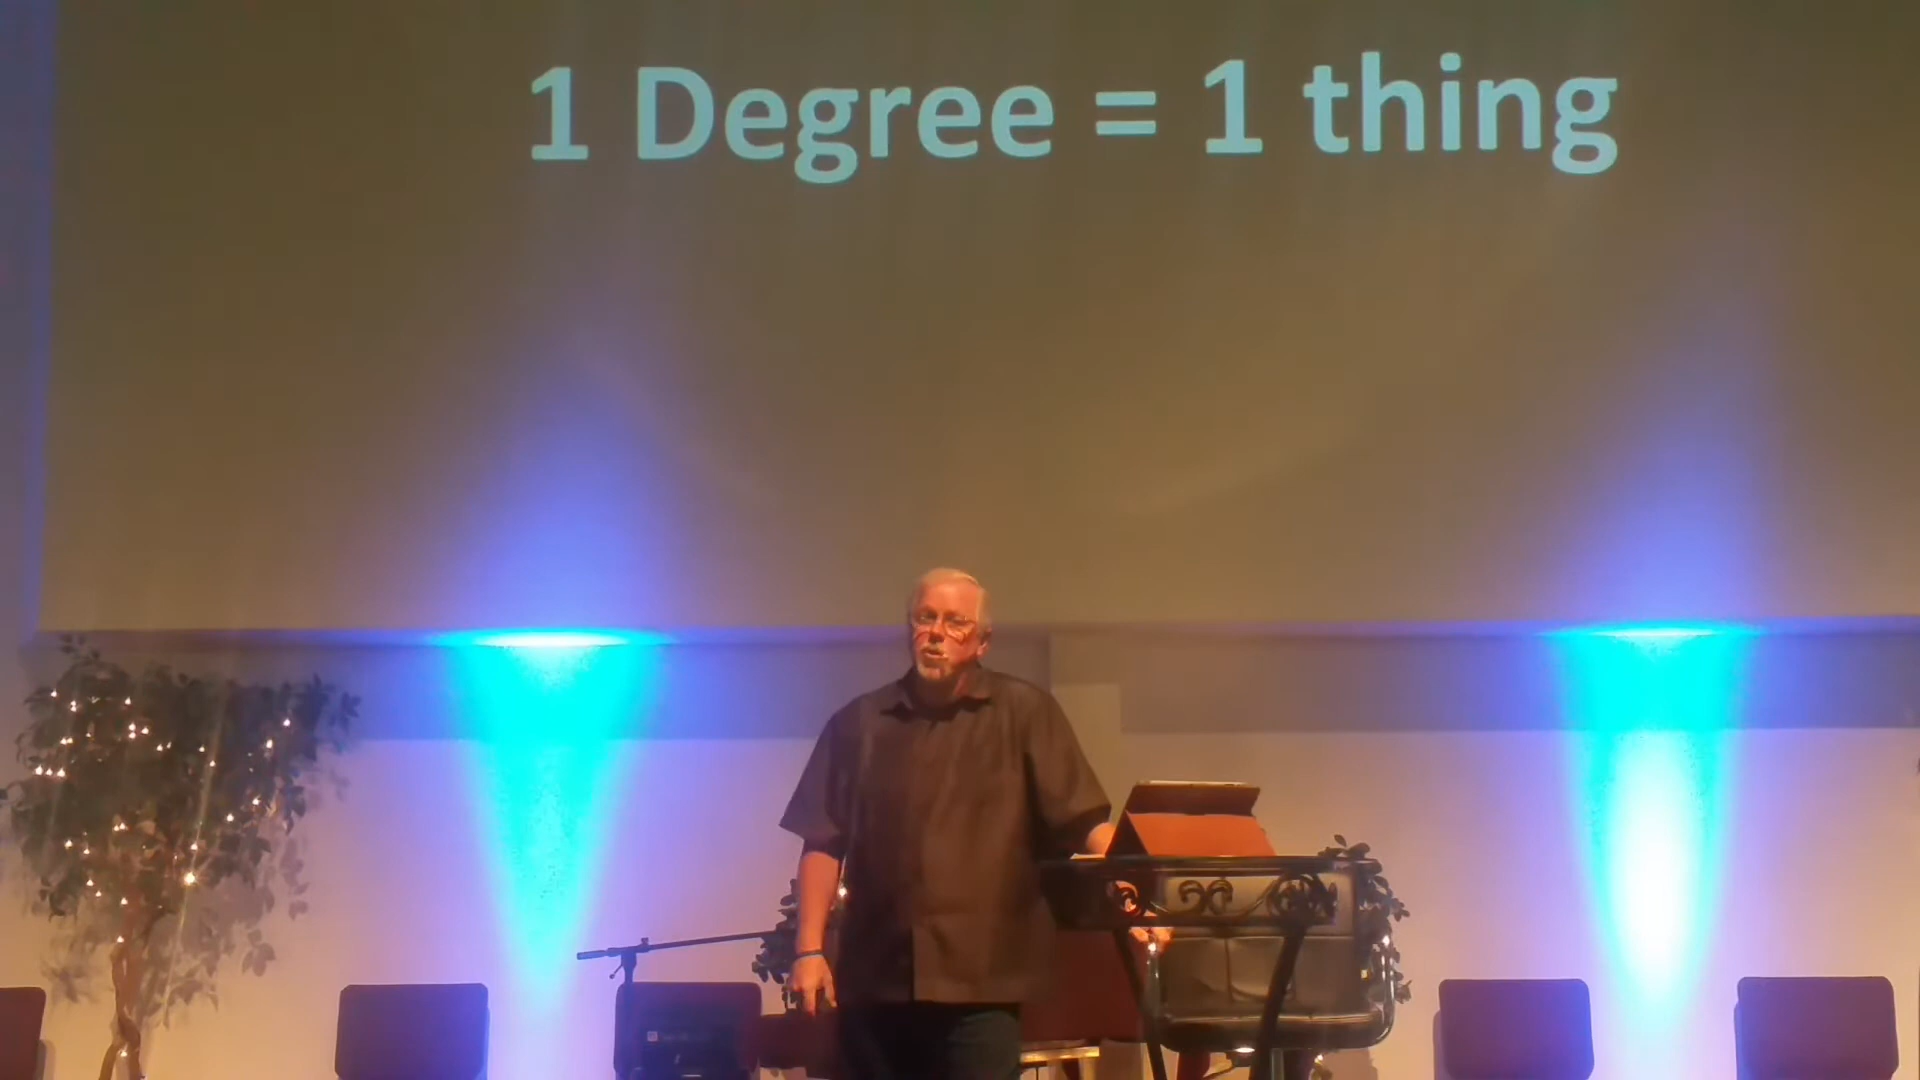 1 Degree = 1 thing